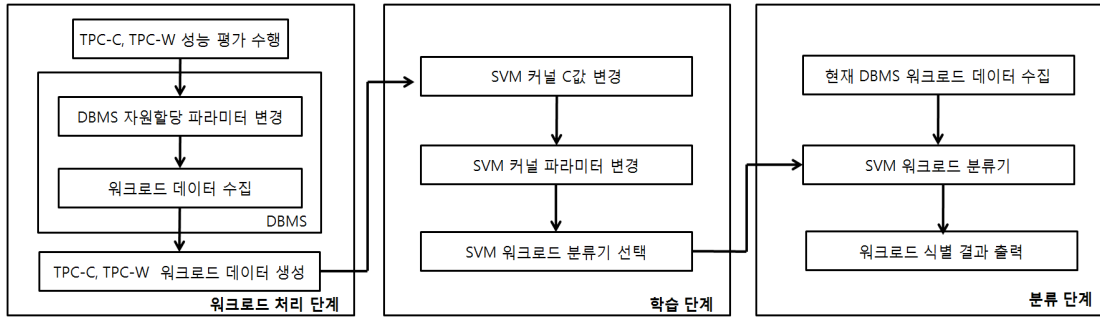 TPC-C, TPC-W 성능 평가 수행
DBMS 자원할당 파라미터 변경
워크로드 데이터 수집
DBMS
TPC-C, TPC-W 워크로드 데이터 생성
워크로드 처리 단계
SVM 커널 C값 변경
SVM 커널 파라미터 변경
SVM 워크로드 분류기 선택
학습 단계
현재 DBMS 워크로드 데이터 수집
SVM 워크로드 분류기
워크로드 식별 결과 출력
분류 단계